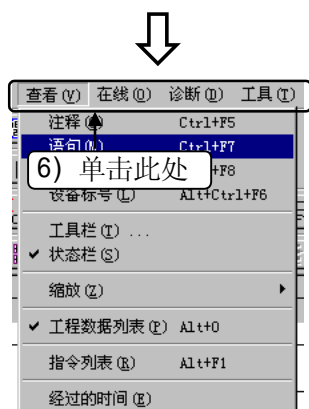 查看(V) 在线(O) 诊断(D) 工具(T)
注释( ) Ctrl+F5
语句(N) Ctrl+F7
6) 单击此处 +F8
设备标号(L) Alt+Ctrl+F6
工具栏(T) ...
✔ 状态栏(S)
缩放(Z)
✔ 工程数据列表(P) Alt+O
指令列表(R) Alt+F1
经过的时间(E)